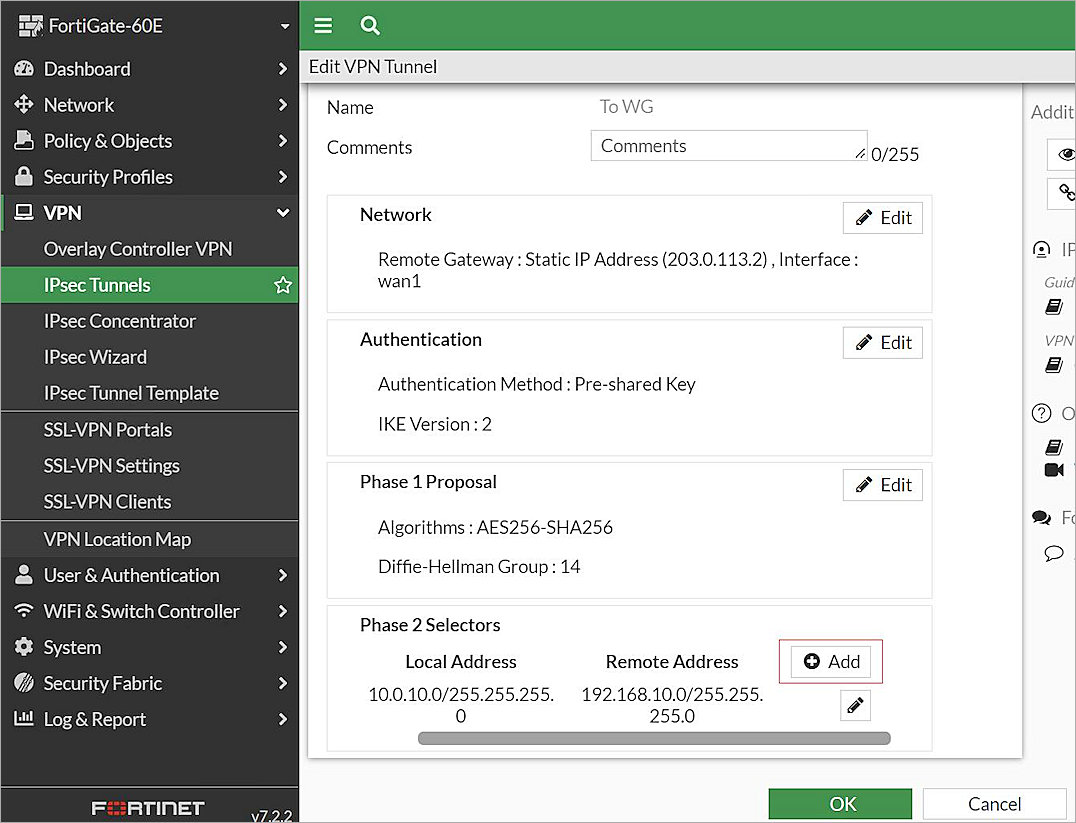 FortiGate-60E
Dashboard
Network
Policy & Objects
Security Profiles
VPN
Overlay Controller VPN
IPsec Tunnels
IPsec Concentrator
IPsec Wizard
IPsec Tunnel Template
SSL-VPN Portals
SSL-VPN Settings
SSL-VPN Clients
VPN Location Map
User & Authentication
WiFi & Switch Controller
System
Security Fabric
Log & Report
FORTINET
v7.2.2
Edit VPN Tunnel
Name
To WG
Comments
Comments
0/255
Network
Edit
Remote Gateway : Static IP Address (203.0.113.2) , Interface :
wan1
Authentication
Edit
Authentication Method : Pre-shared Key
IKE Version : 2
Phase 1 Proposal
Edit
Algorithms : AES256-SHA256
Diffie-Hellman Group : 14
Phase 2 Selectors
Local Address
Remote Address
Add
10.0.10.0/255.255.255.
0
192.168.10.0/255.255.
255.0
OK
Cancel
Addit
IP
Guid
VPN
O
Fo